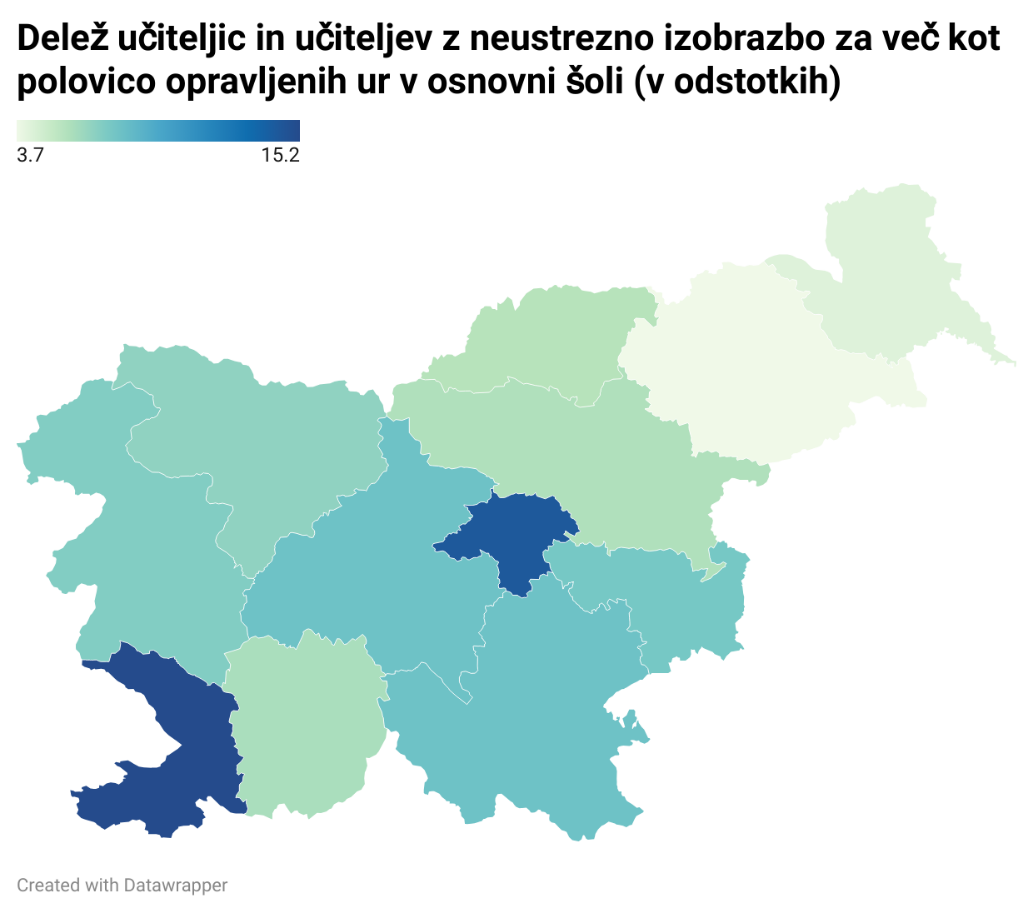 Delež učiteljic in učiteljev z neustrezno izobrazbo za več kot
polovico opravljenih ur v osnovni šoli (v odstotkih)
3.7
15.2
Created with Datawrapper